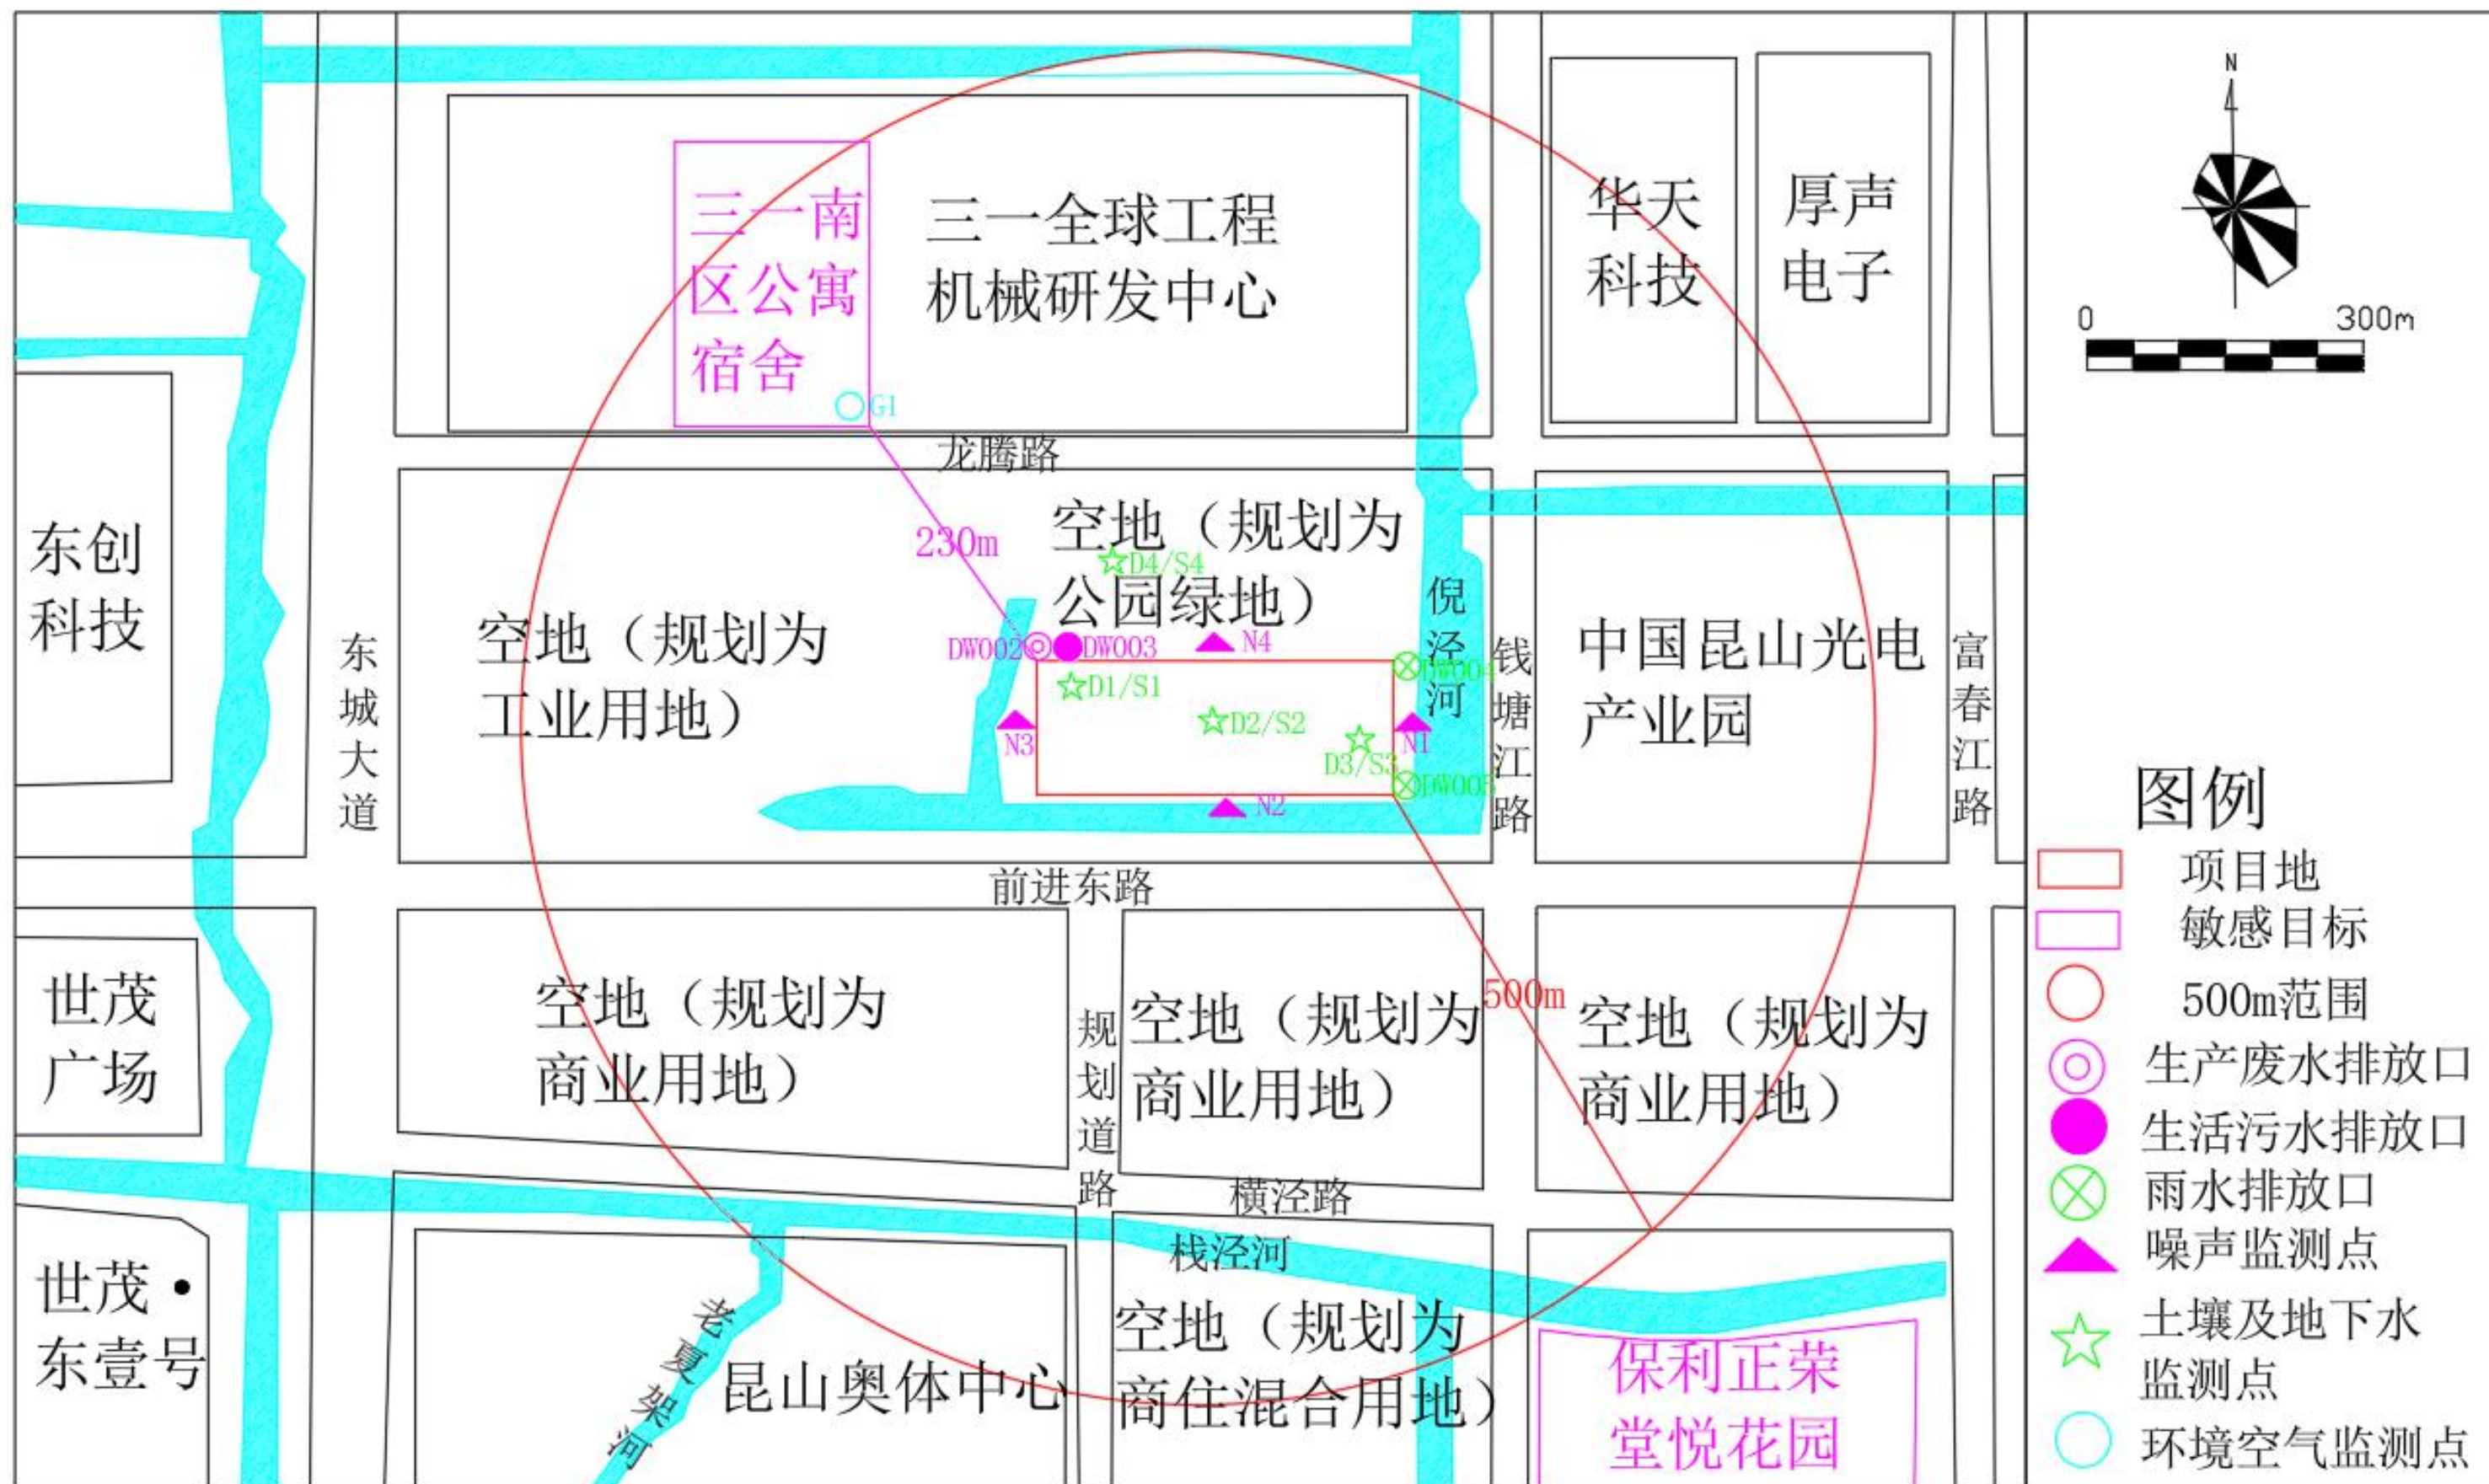 N
0 300m
三一南
区公寓
宿舍
三一全球工程
机械研发中心
华天
科技
厚声
电子
G1
龙腾路
230m
空地（规划为
公园绿地）
D4/S4
东创
科技
东城大道
空地（规划为
工业用地）
DW002
DW003
N4
DW004
倪泾河
钱塘江路
中国昆山光电
产业园
富春江路
D1/S1
D2/S2
D3/S3
N3
N1
DW005
N2
前进东路
500m
世茂
广场
空地（规划为
商业用地）
规划道路
空地（规划为
商业用地）
空地（规划为
商业用地）
横泾路
栈泾河
世茂·
东壹号
老夏架河
昆山奥体中心
空地（规划为
商住混合用地）
保利正荣
堂悦花园
图例
项目地
敏感目标
500m范围
生产废水排放口
生活污水排放口
雨水排放口
噪声监测点
土壤及地下水
监测点
环境空气监测点